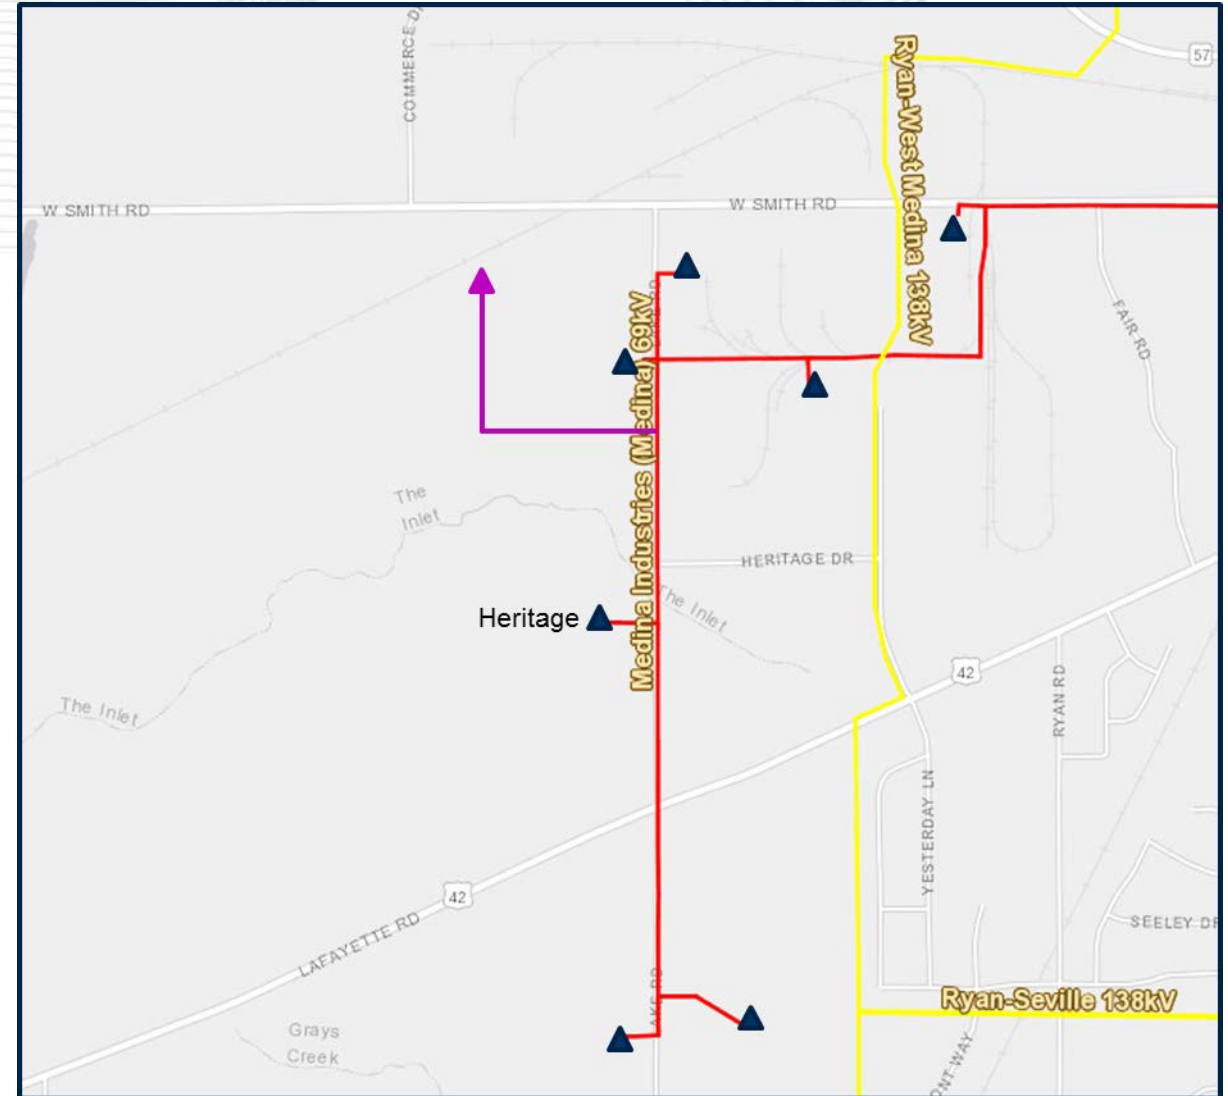 COMMERCE D
57
Ryan-West Medina 138kV
W SMITH RD
W SMITH RD
FAIR RD
Medina Industries (Medina) 69kV
The
Inlet
HERITAGE DR
Heritage
The Inlet
42
RYAN RD
The Inlet
YESTERDAY LN
42
LAFAYETTE RD
SEELEY DR
Ryan-Seville 138kV
Grays
Creek
ONT WAY